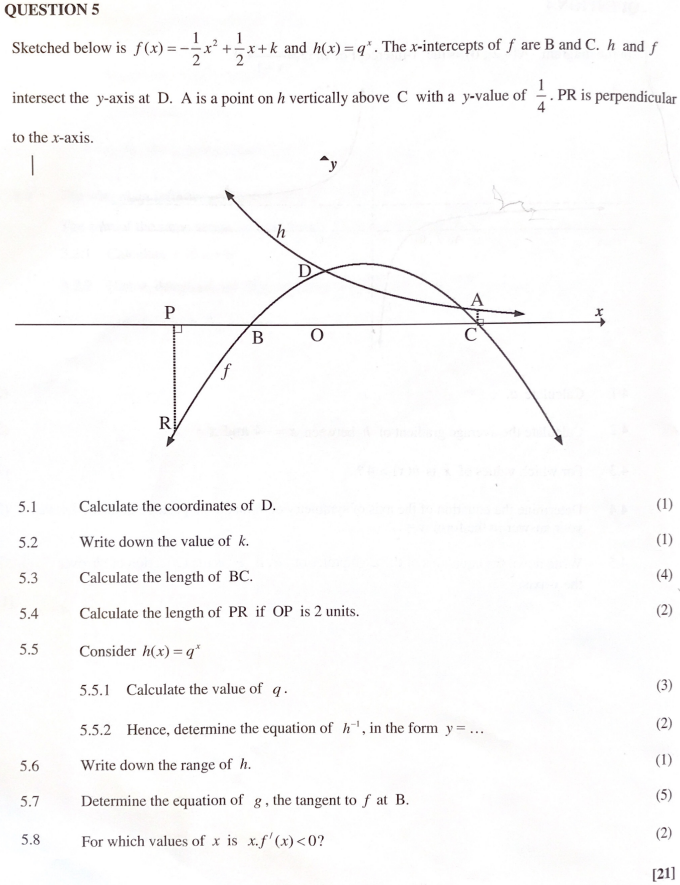 QUESTION 5
Sketched below is f(x) = -1/2 x² + 1/2 x + k and h(x) = qˣ. The x-intercepts of f are B and C. h and f
intersect the y-axis at D. A is a point on h vertically above C with a y-value of 1/4. PR is perpendicular
to the x-axis.
y
h
D
A
P
x
B
O
C
f
R
5.1 Calculate the coordinates of D. (1)
5.2 Write down the value of k. (1)
5.3 Calculate the length of BC. (4)
5.4 Calculate the length of PR if OP is 2 units. (2)
5.5 Consider h(x) = qˣ
5.5.1 Calculate the value of q. (3)
5.5.2 Hence, determine the equation of h⁻¹, in the form y = ... (2)
5.6 Write down the range of h. (1)
5.7 Determine the equation of g, the tangent to f at B. (5)
5.8 For which values of x is x.f'(x) < 0? (2)
[21]